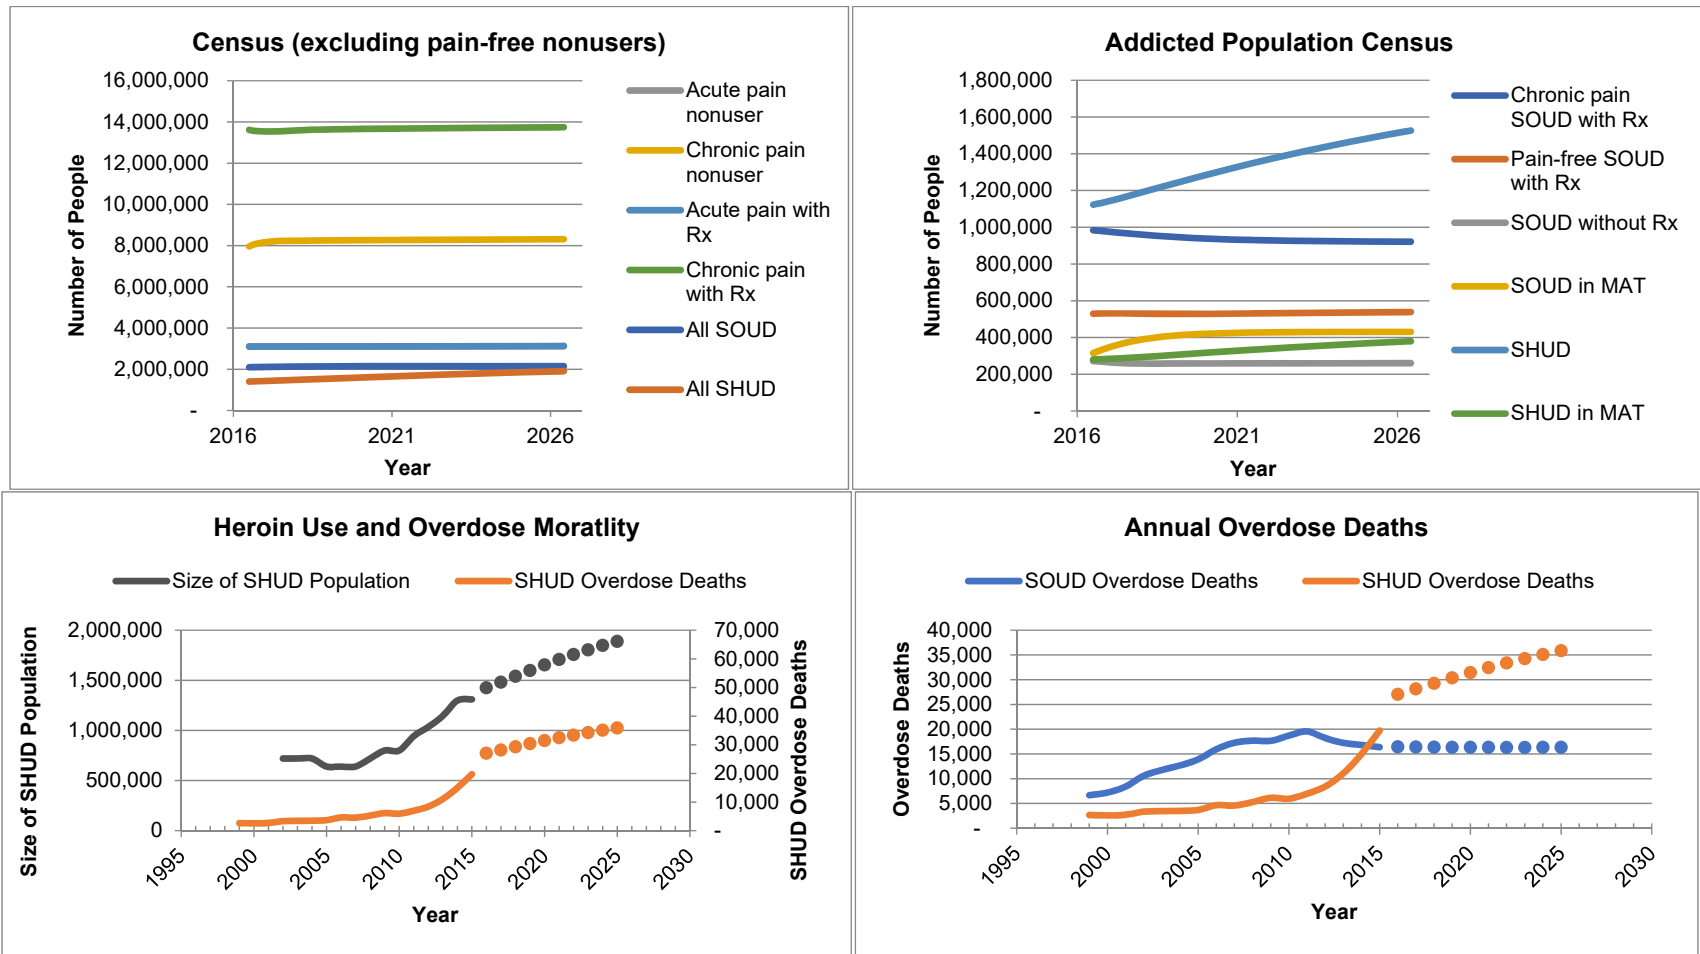 Census (excluding pain-free nonusers)
16,000,000
14,000,000
12,000,000
10,000,000
8,000,000
6,000,000
4,000,000
2,000,000
-
Number of People
2016
2021
2026
Year
Acute pain
nonuser
Chronic pain
nonuser
Acute pain with
Rx
Chronic pain
with Rx
All SOUD
All SHUD
Addicted Population Census
1,800,000
1,600,000
1,400,000
1,200,000
1,000,000
800,000
600,000
400,000
200,000
-
Number of People
2016
2021
2026
Year
Chronic pain
SOUD with Rx
Pain-free SOUD
with Rx
SOUD without Rx
SOUD in MAT
SHUD
SHUD in MAT
Heroin Use and Overdose Moratlity
Size of SHUD Population
SHUD Overdose Deaths
Size of SHUD Population
2,000,000
1,500,000
1,000,000
500,000
0
70,000
60,000
50,000
40,000
30,000
20,000
10,000
-
SHUD Overdose Deaths
1995
2000
2005
2010
2015
2020
2025
2030
Year
Annual Overdose Deaths
SOUD Overdose Deaths
SHUD Overdose Deaths
Overdose Deaths
40,000
35,000
30,000
25,000
20,000
15,000
10,000
5,000
-
1995
2000
2005
2010
2015
2020
2025
2030
Year